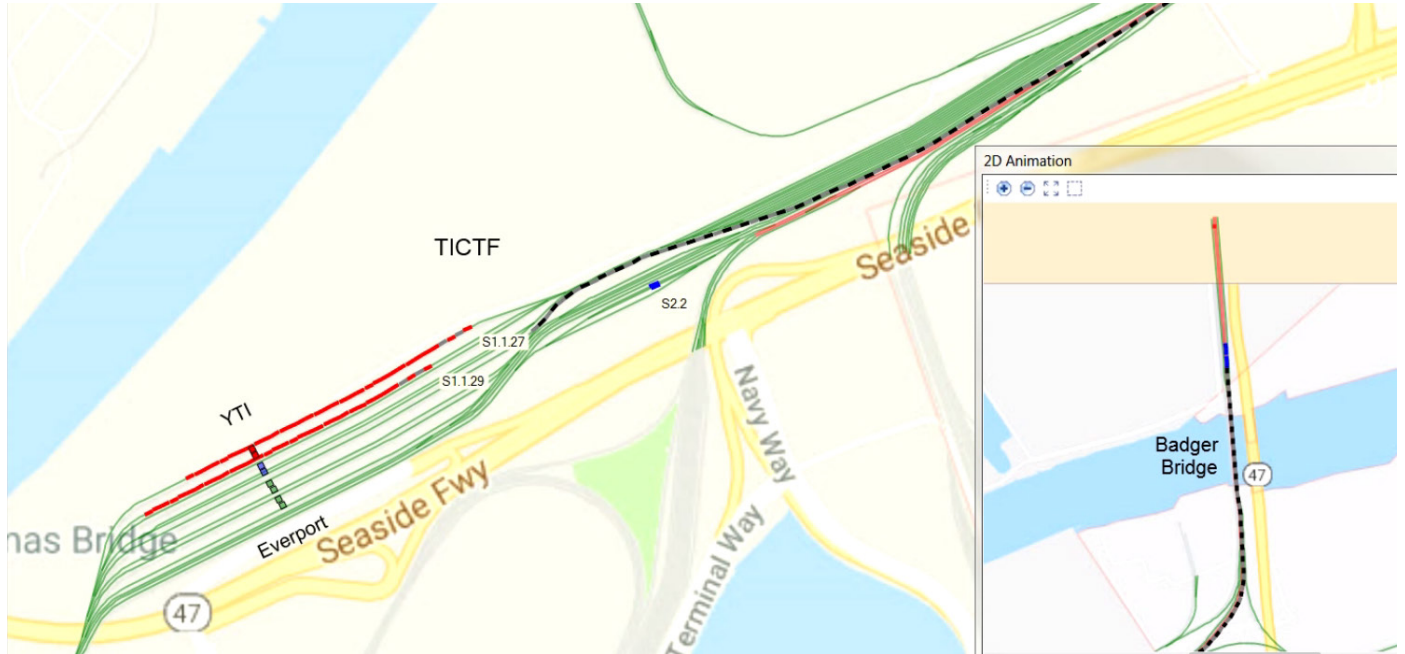 2D Animation
Seaside
TICTF
S2.2
S1.1.27
S1.1.29
YTI
Navy Way
Badger
Bridge
47
Everport
Seaside Fwy
nas Bridge
Terminal Way
47